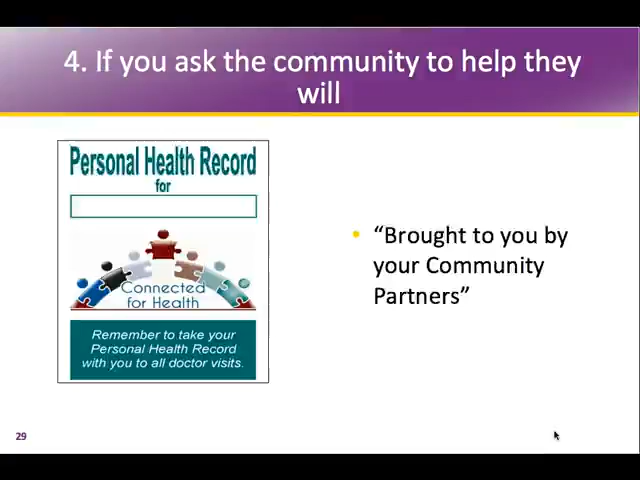 4. If you ask the community to help they
will
Personal Health Record
for
Connected
for Health
Remember to take your
Personal Health Record
with you to all doctor visits.
• “Brought to you by
your Community
Partners”
29